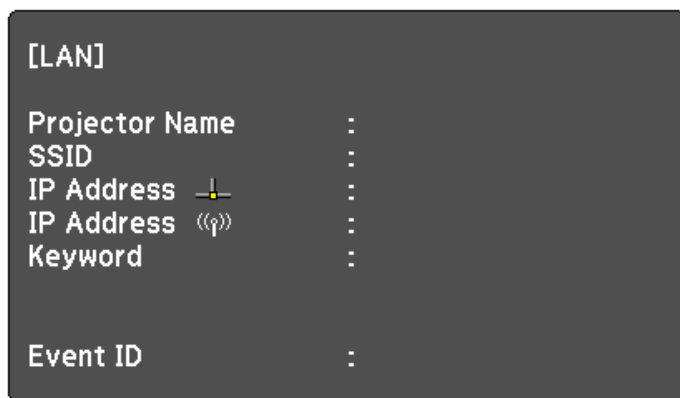 [LAN]
Projector Name :
SSID :
IP Address :
IP Address :
Keyword :
Event ID :